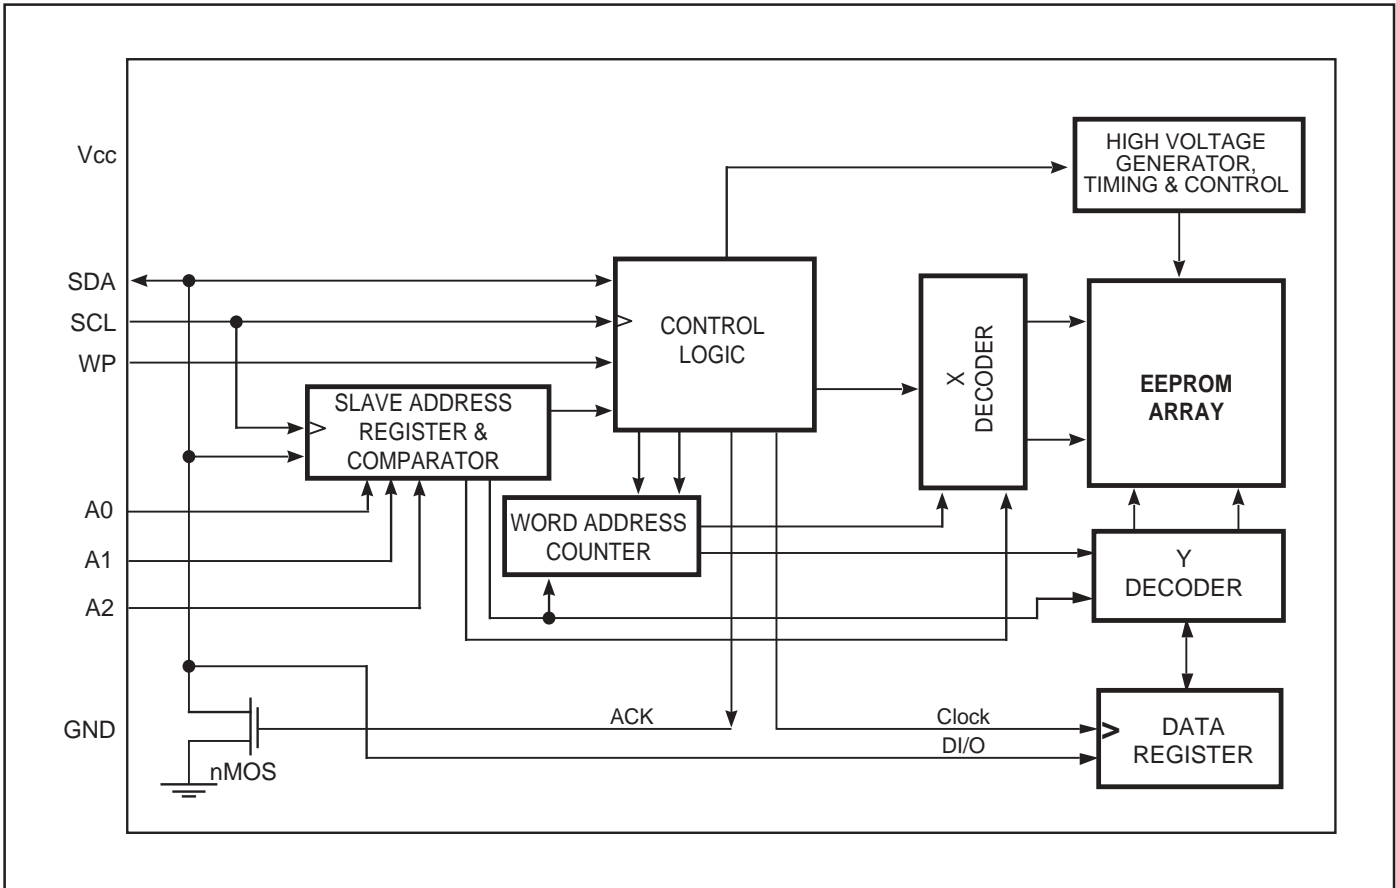 Vcc
HIGH VOLTAGE
GENERATOR,
TIMING & CONTROL
SDA
SCL
WP
CONTROL
LOGIC
X
DECODER
EEPROM
ARRAY
SLAVE ADDRESS
REGISTER &
COMPARATOR
A0
A1
A2
WORD ADDRESS
COUNTER
Y
DECODER
GND
nMOS
ACK
Clock
DI/O
DATA
REGISTER